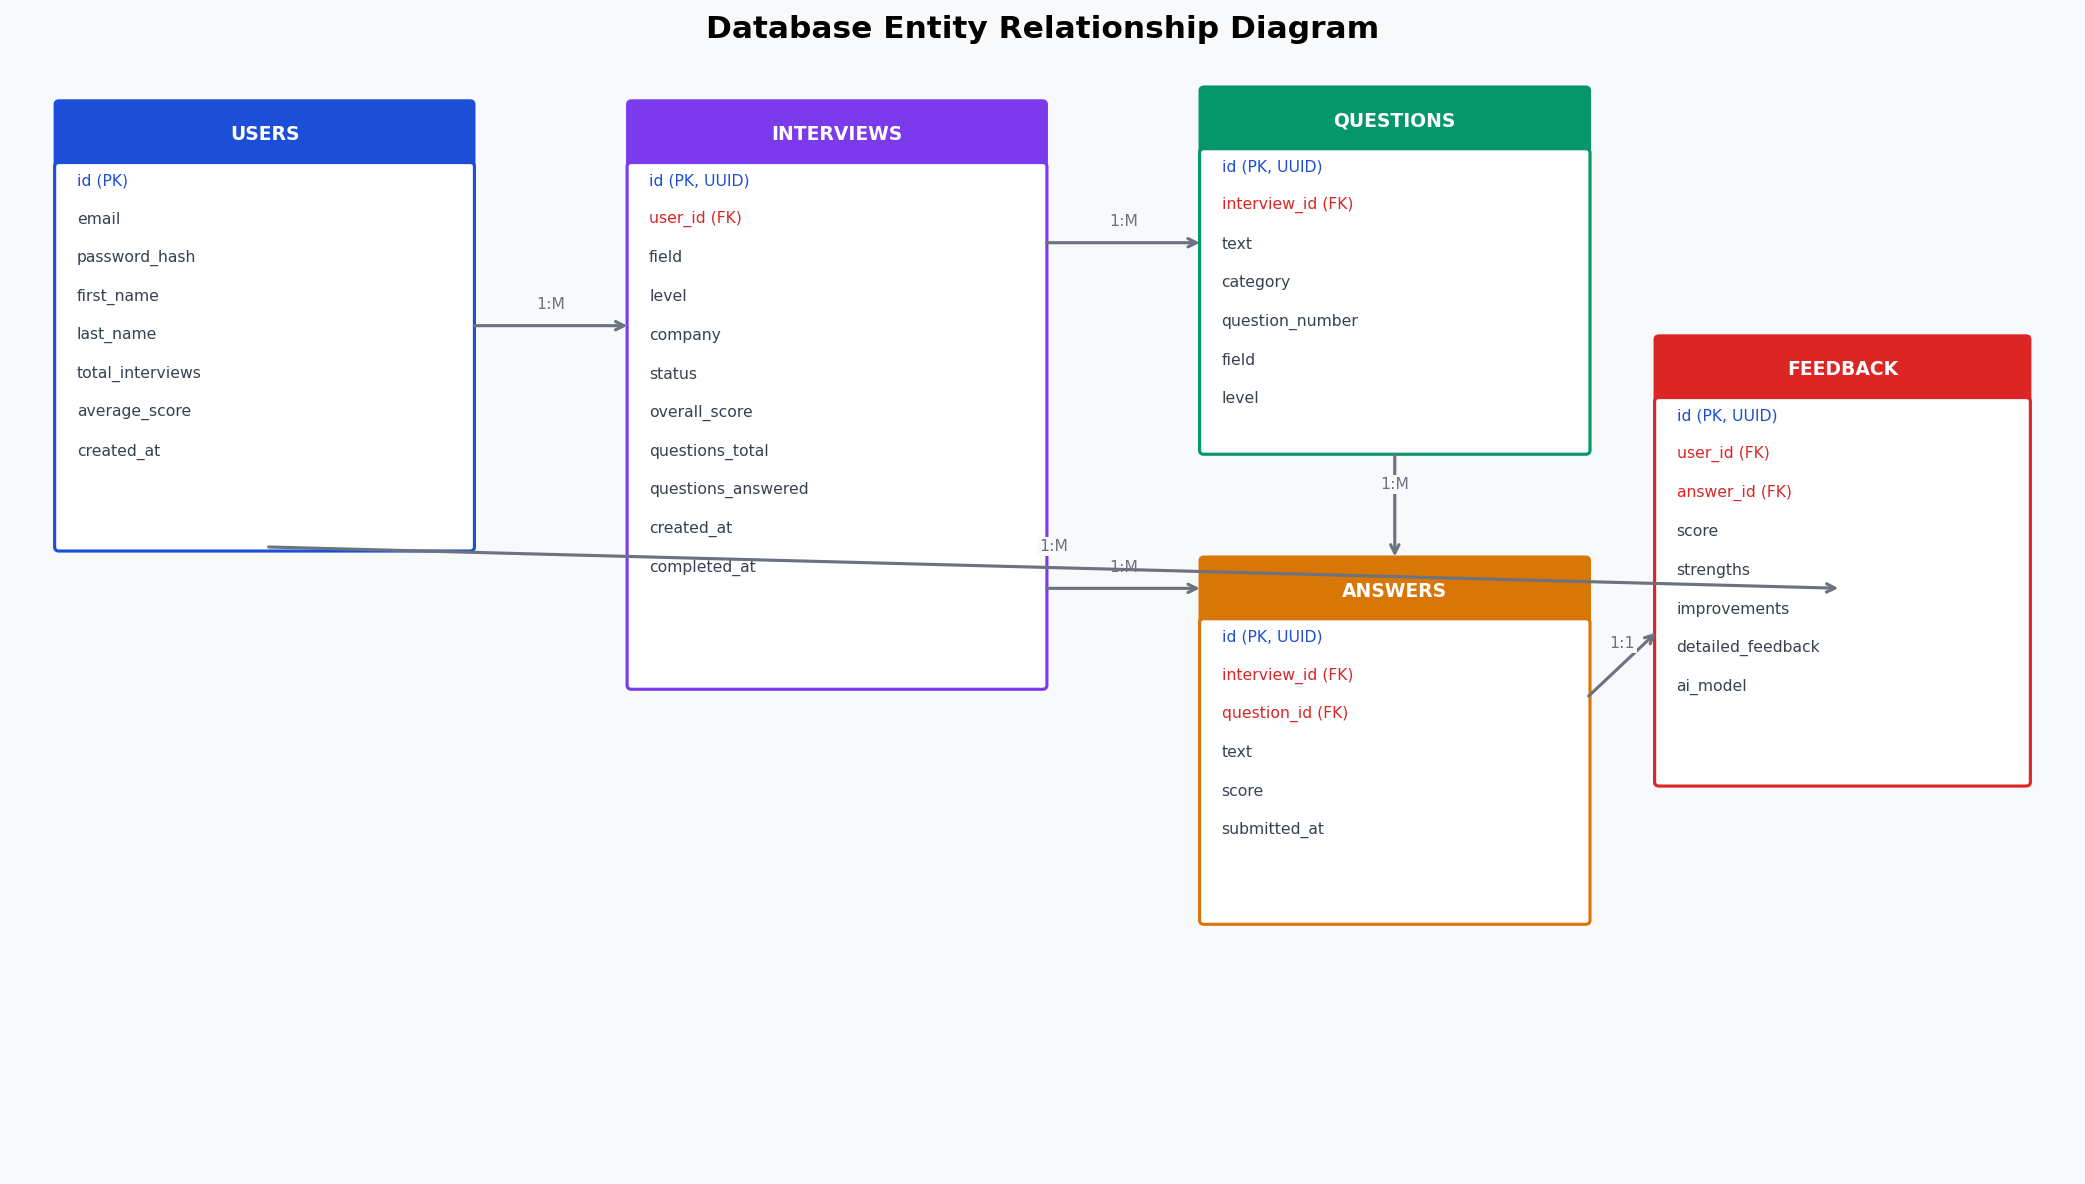 Database Entity Relationship Diagram
USERS
id (PK)
email
password_hash
first_name
last_name
total_interviews
average_score
created_at
1:M
INTERVIEWS
id (PK, UUID)
user_id (FK)
field
level
company
status
overall_score
questions_total
questions_answered
created_at
completed_at
1:M
1:M
1:M
QUESTIONS
id (PK, UUID)
interview_id (FK)
text
category
question_number
field
level
1:M
ANSWERS
id (PK, UUID)
interview_id (FK)
question_id (FK)
text
score
submitted_at
1:1
FEEDBACK
id (PK, UUID)
user_id (FK)
answer_id (FK)
score
strengths
improvements
detailed_feedback
ai_model